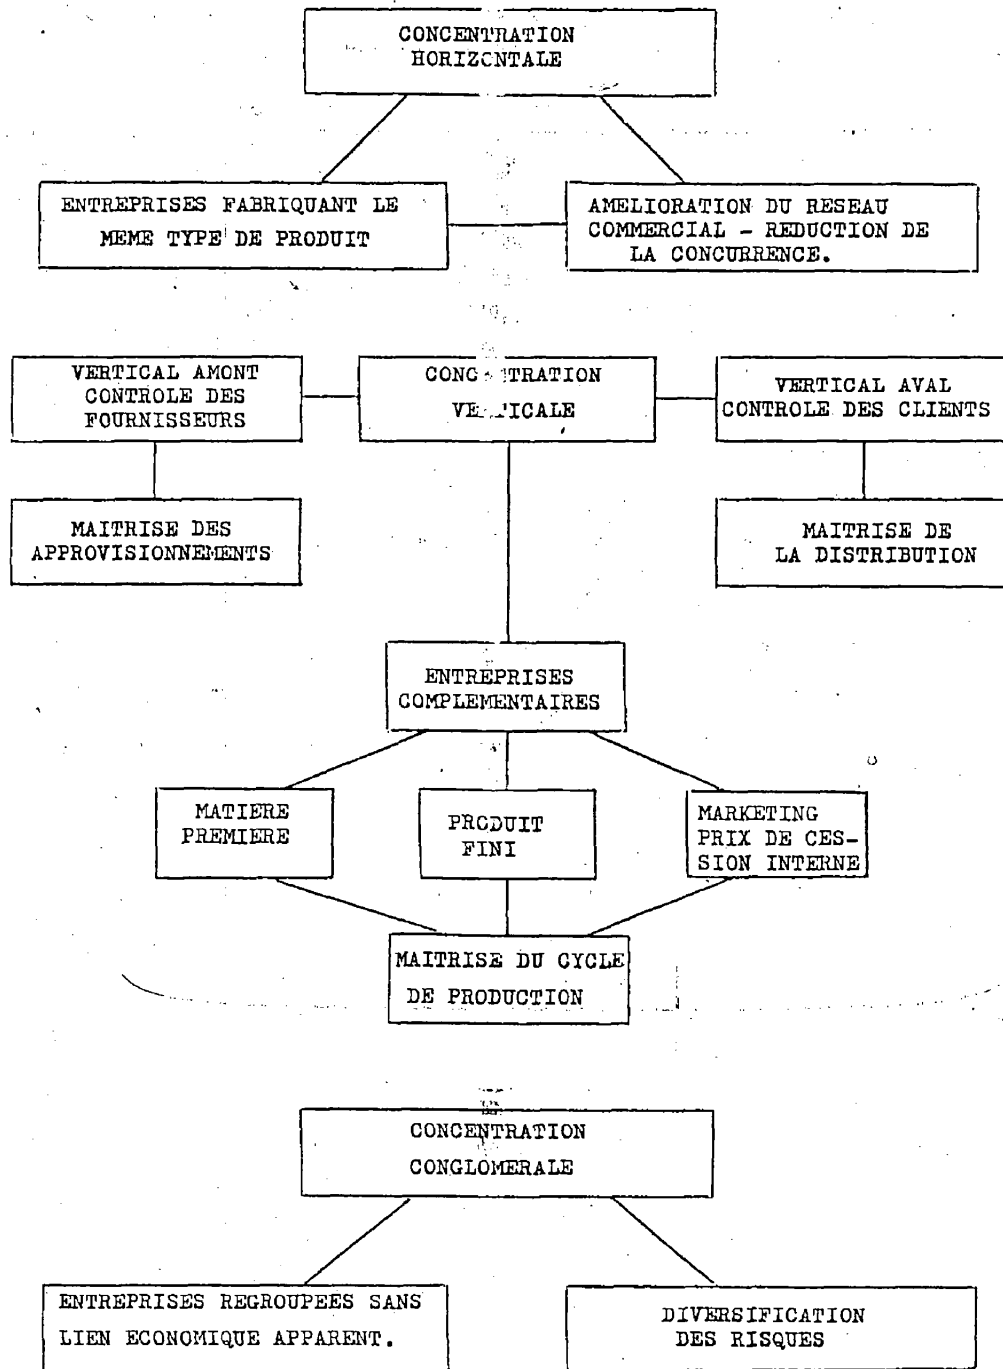 CONCENTRATION
HORIZONTALE
ENTREPRISES FABRIQUANT LE
MEME TYPE DE PRODUIT
AMELIORATION DU RESEAU
COMMERCIAL - REDUCTION DE
LA CONCURRENCE.
VERTICAL AMONT
CONTROLE DES
FOURNISSEURS
CONCENTRATION
VERTICALE
VERTICAL AVAL
CONTROLE DES CLIENTS
MAITRISE DES
APPROVISIONNEMENTS
MAITRISE DE
LA DISTRIBUTION
ENTREPRISES
COMPLEMENTAIRES
MATIERE
PREMIERE
PRODUIT
FINI
MARKETING
PRIX DE CES-
SION INTERNE
MAITRISE DU CYCLE
DE PRODUCTION
CONCENTRATION
CONGLOMERALE
ENTREPRISES REGROUPEES SANS
LIEN ECONOMIQUE APPARENT.
DIVERSIFICATION
DES RISQUES